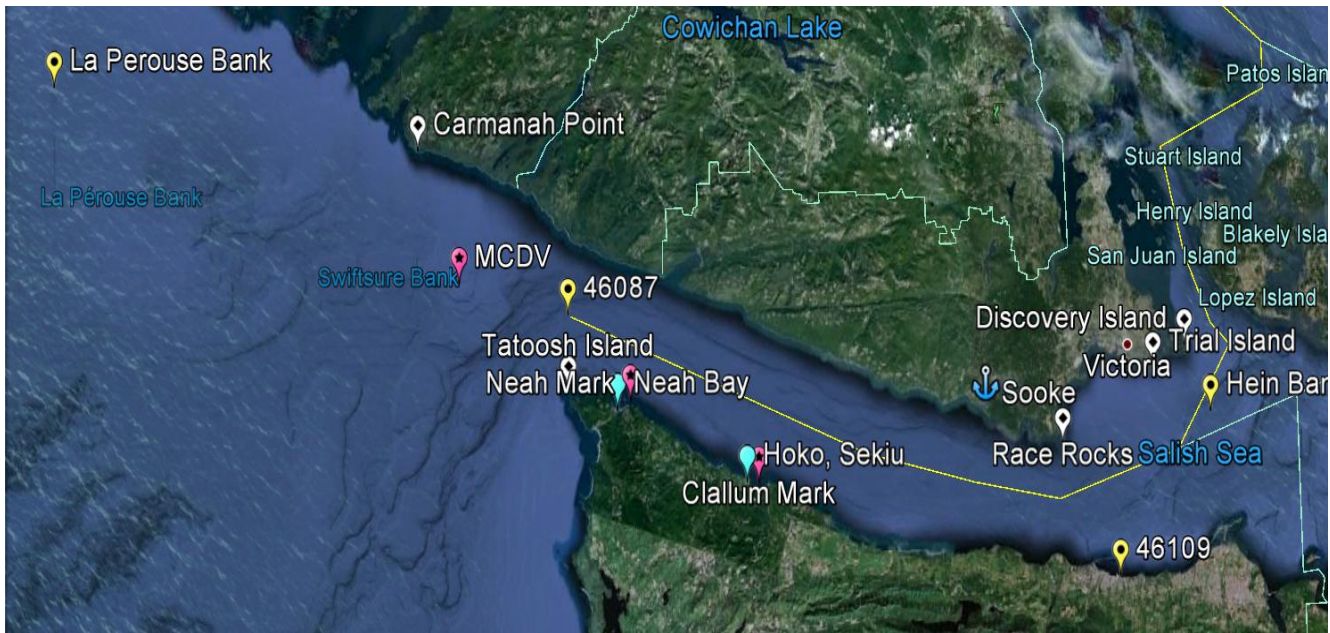 Cowichan Lake
La Perouse Bank
Patos Islan
Carmanah Point
Stuart Island
La Pérouse Bank
Henry Island
Blakely Isla
MCDV
San Juan Island
Swiftsure Bank
46087
Lopez Island
Discovery Island
Tatoosh Island
Trial Island
Victoria
Neah Mark
Neah Bay
Sooke
Hein Ban
Hoko, Sekiu
Race Rocks
Salish Sea
Clallum Mark
46109